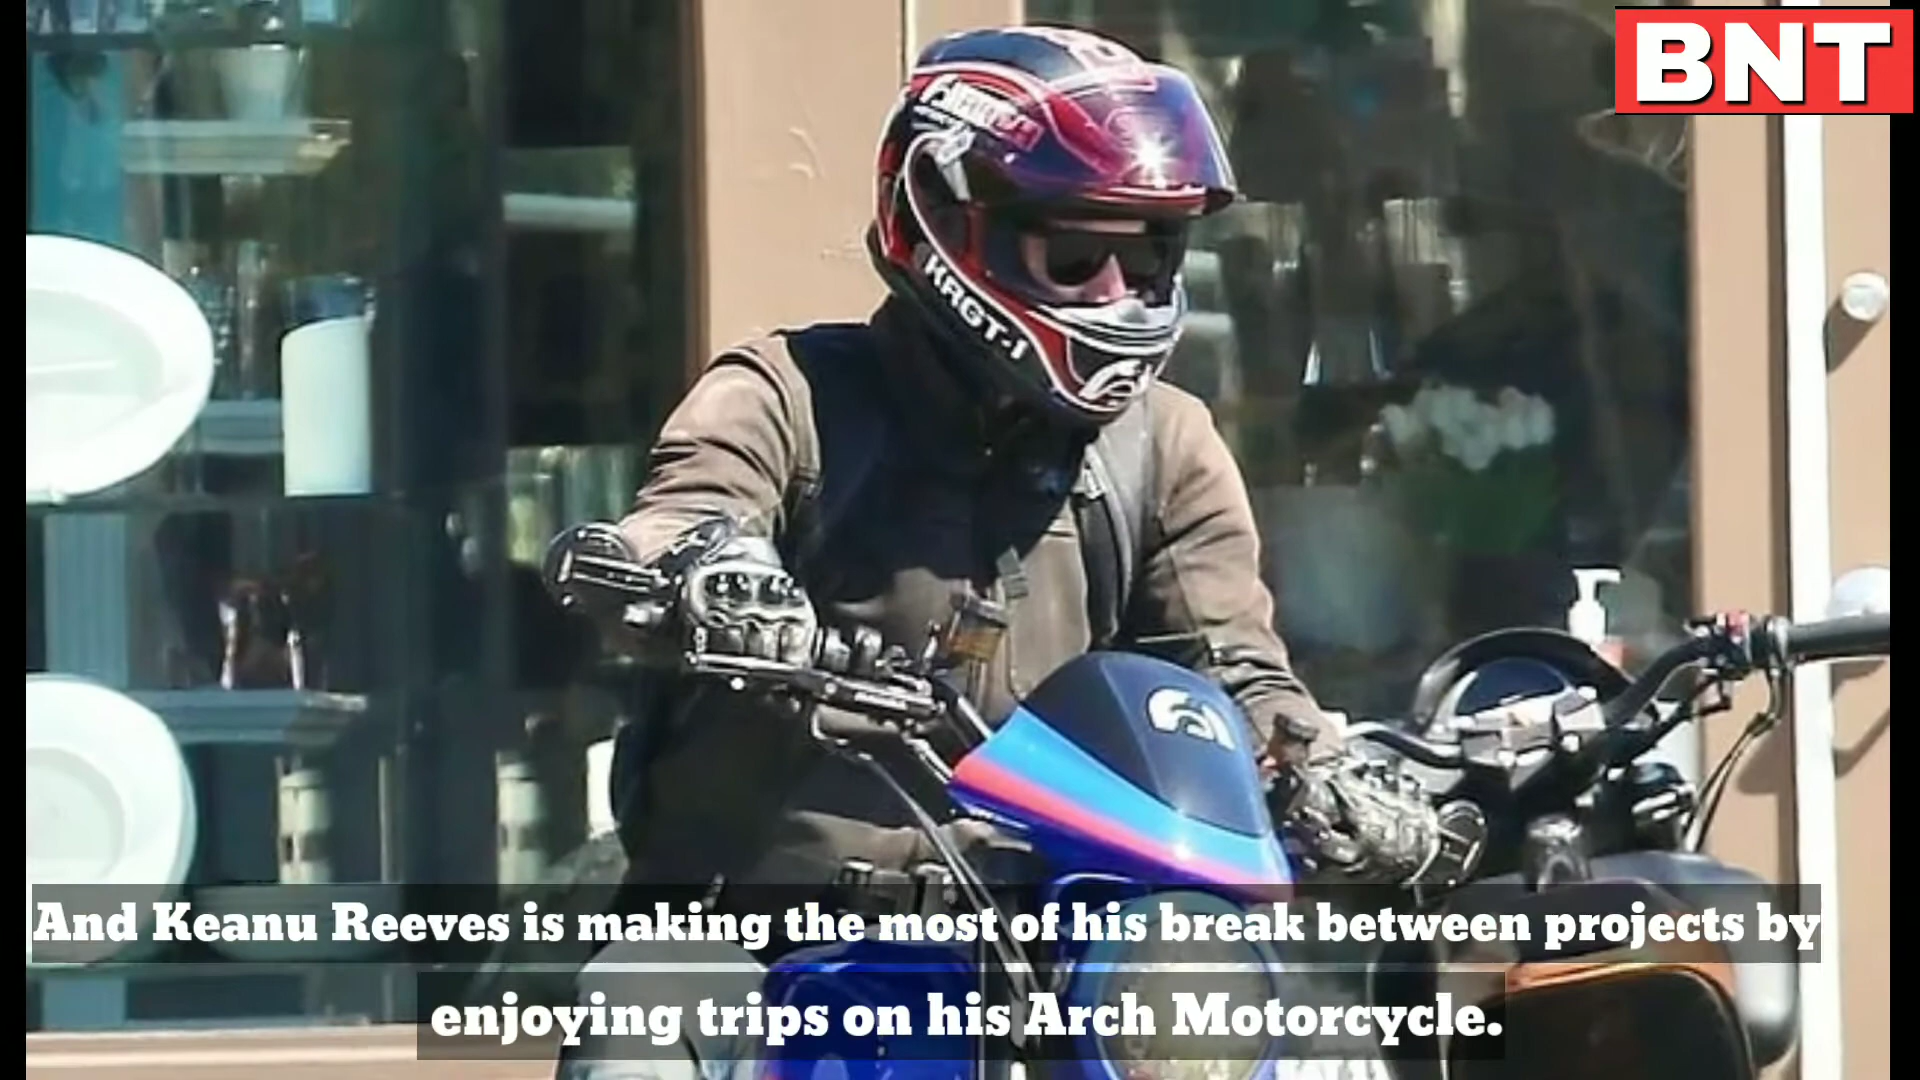 BNT
KRGT-1
And Keanu Reeves is making the most of his break between projects by
enjoying trips on his Arch Motorcycle.